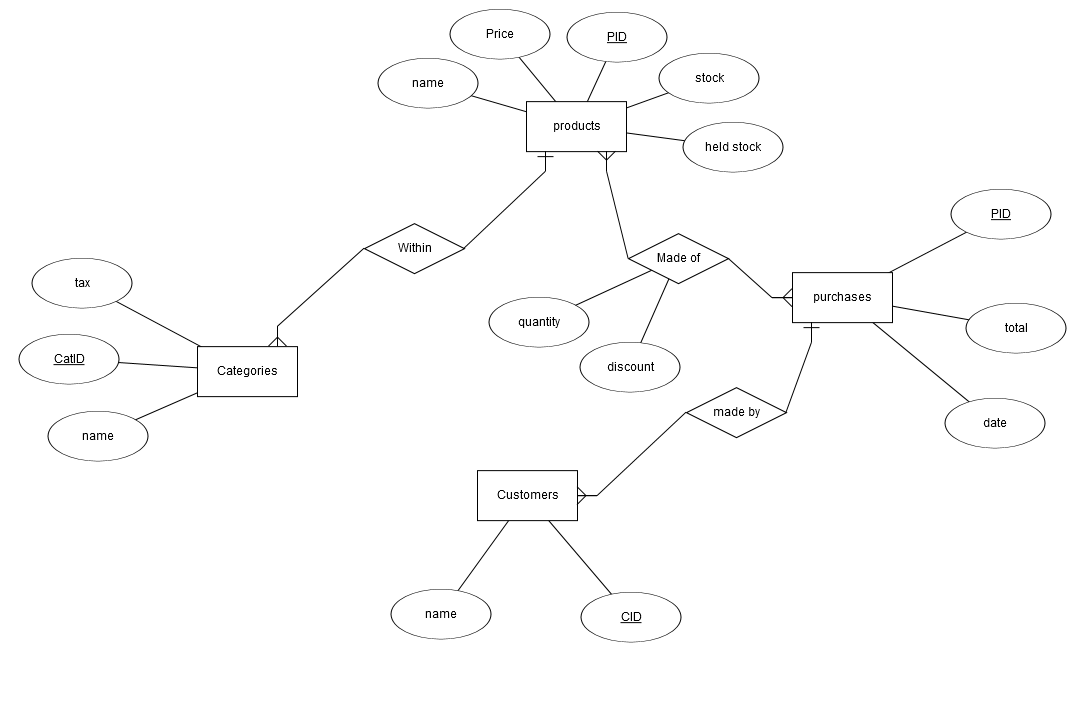 Price
PID
name
stock
products
held stock
PID
Within
Made of
tax
purchases
quantity
total
CatID
discount
Categories
made by
date
name
Customers
name
CID